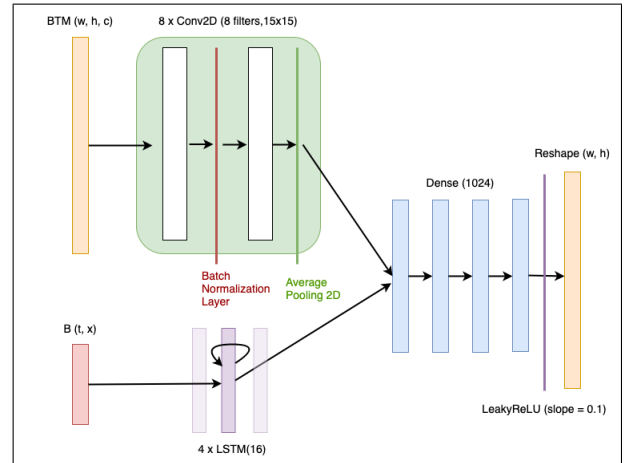 BTM (w, h, c)
8 x Conv2D (8 filters,15x15)
Reshape (w, h)
Dense (1024)
Batch
Normalization
Layer
Average
Pooling 2D
B (t, x)
LeakyReLU (slope = 0.1)
4 x LSTM(16)